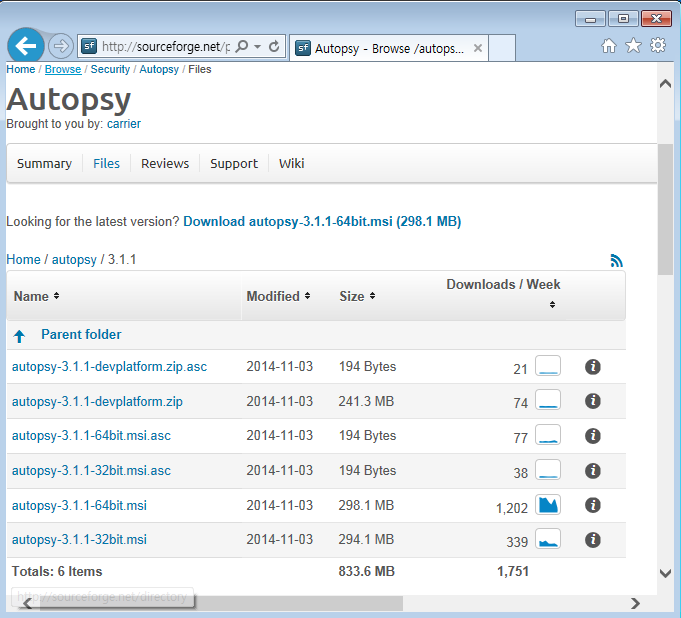 sf http://sourceforge.net/p
sf Autopsy - Browse /autops...
Home / Browse / Security / Autopsy / Files
Autopsy
Brought to you by: carrier
Summary Files Reviews Support Wiki
Looking for the latest version? Download autopsy-3.1.1-64bit.msi (298.1 MB)
Home / autopsy / 3.1.1
Name Modified Size Downloads / Week
Parent folder
autopsy-3.1.1-devplatform.zip.asc 2014-11-03 194 Bytes 21 i
autopsy-3.1.1-devplatform.zip 2014-11-03 241.3 MB 74 i
autopsy-3.1.1-64bit.msi.asc 2014-11-03 194 Bytes 77 i
autopsy-3.1.1-32bit.msi.asc 2014-11-03 194 Bytes 38 i
autopsy-3.1.1-64bit.msi 2014-11-03 298.1 MB 1,202 i
autopsy-3.1.1-32bit.msi 2014-11-03 294.1 MB 339 i
Totals: 6 Items 833.6 MB 1,751
http://sourceforge.net/directory